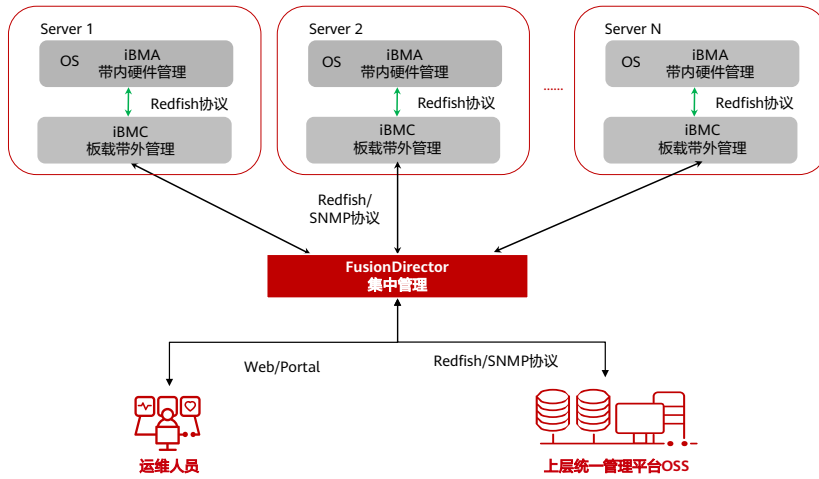 Server 1
Server 2
Server N
OS
iBMA
带内硬件管理
OS
iBMA
带内硬件管理
OS
iBMA
带内硬件管理
Redfish协议
Redfish协议
......
Redfish协议
iBMC
板载带外管理
iBMC
板载带外管理
iBMC
板载带外管理
Redfish/
SNMP协议
FusionDirector
集中管理
Web/Portal
Redfish/SNMP协议
运维人员
上层统一管理平台OSS